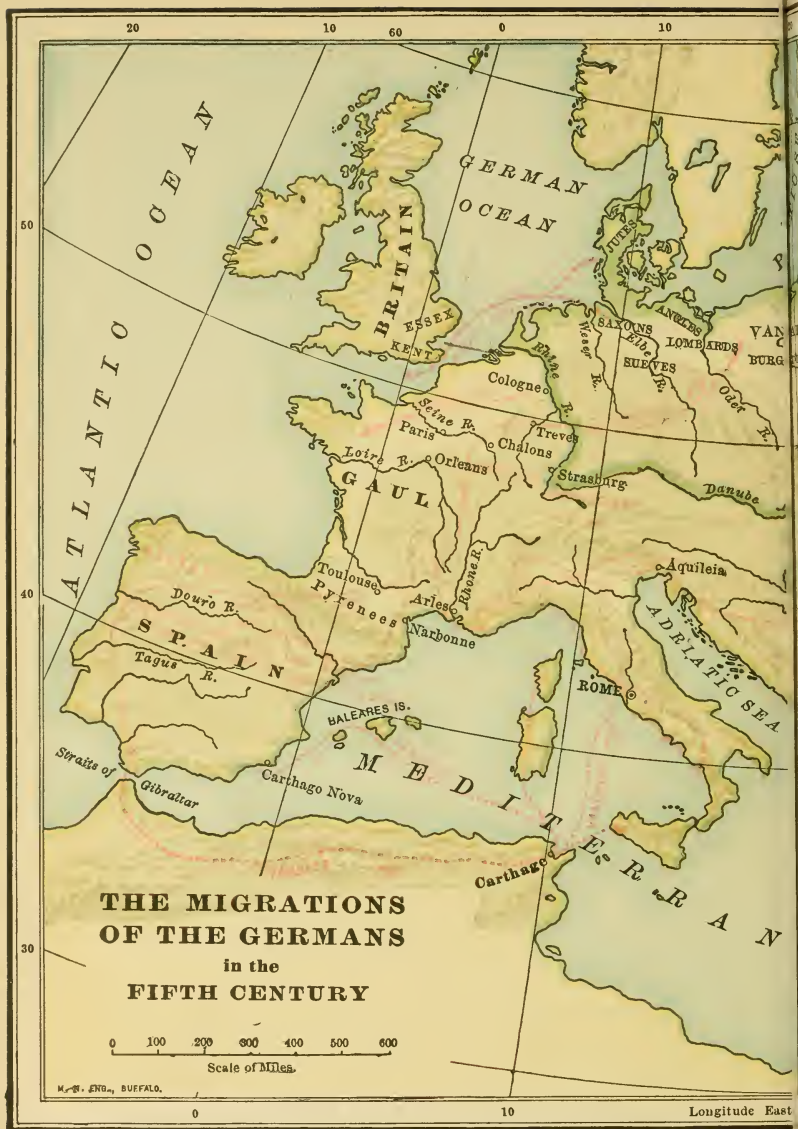 20
10
60
0
10
50
40
30
ATLANTIC OCEAN
GERMAN
OCEAN
BRITAIN
ESSEX
KENT
JUTES
ANGLES
SAXONS
LOMBARDS
SUEVES
VAN
BURG
Rhine R.
Weser R.
Elbe R.
Oder R.
Cologne
Seine R.
Paris
Treves
Chalons
Loire R.
Orleans
Strasburg
GAUL
Danube
Toulouse
Pyrenees
Arles
Rhone R.
Narbonne
Aquileia
ADRIATIC SEA
Douro R.
SPAIN
Tagus R.
ROME
BALEARES IS.
MEDITERRAN
Straits of
Gibraltar
Carthago Nova
Carthage
THE MIGRATIONS
OF THE GERMANS
in the
FIFTH CENTURY
0 100 200 300 400 500 600
Scale of Miles.
M.-N. ENG., BUFFALO.
0
10
Longitude East